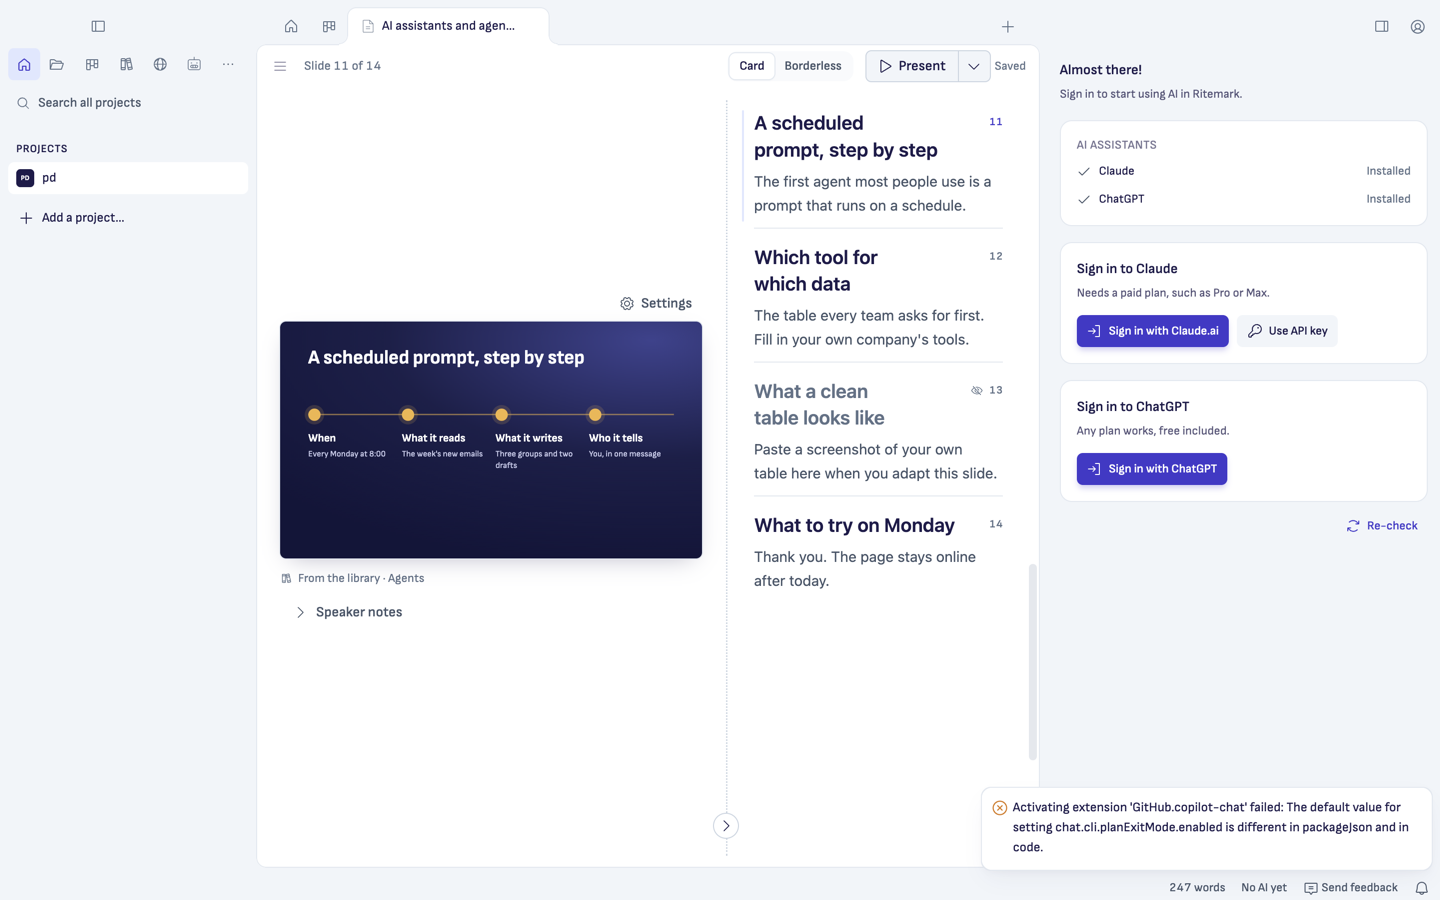 AI assistants and agen...
Search all projects
PROJECTS
PD pd
Add a project...
Slide 11 of 14
Card
Borderless
Present
Saved
Settings
A scheduled prompt, step by step
When
Every Monday at 8:00
What it reads
The week's new emails
What it writes
Three groups and two
drafts
Who it tells
You, in one message
From the library · Agents
Speaker notes
A scheduled
prompt, step by step
11
The first agent most people use is a
prompt that runs on a schedule.
Which tool for
which data
12
The table every team asks for first.
Fill in your own company's tools.
What a clean
table looks like
13
Paste a screenshot of your own
table here when you adapt this slide.
What to try on Monday
14
Thank you. The page stays online
after today.
Almost there!
Sign in to start using AI in Ritemark.
AI ASSISTANTS
Claude Installed
ChatGPT Installed
Sign in to Claude
Needs a paid plan, such as Pro or Max.
Sign in with Claude.ai
Use API key
Sign in to ChatGPT
Any plan works, free included.
Sign in with ChatGPT
Re-check
Activating extension 'GitHub.copilot-chat' failed: The default value for
setting chat.cli.planExitMode.enabled is different in packageJson and in
code.
247 words
No AI yet
Send feedback